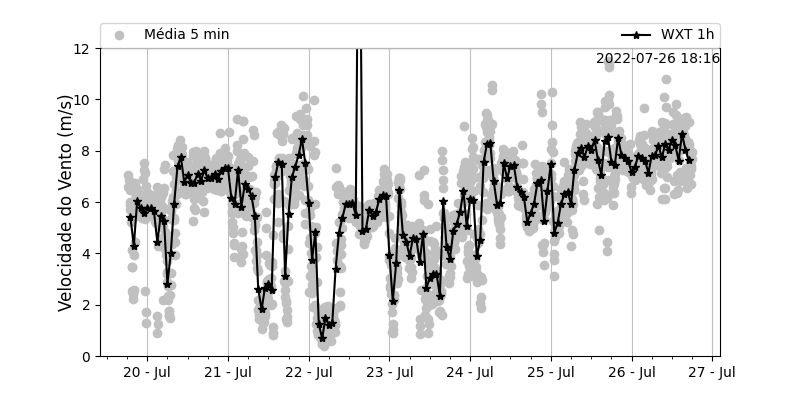 Média 5 min
WXT 1h
2022-07-26 18:16
Velocidade do Vento (m/s)
12
10
8
6
4
2
0
20 - Jul
21 - Jul
22 - Jul
23 - Jul
24 - Jul
25 - Jul
26 - Jul
27 - Jul